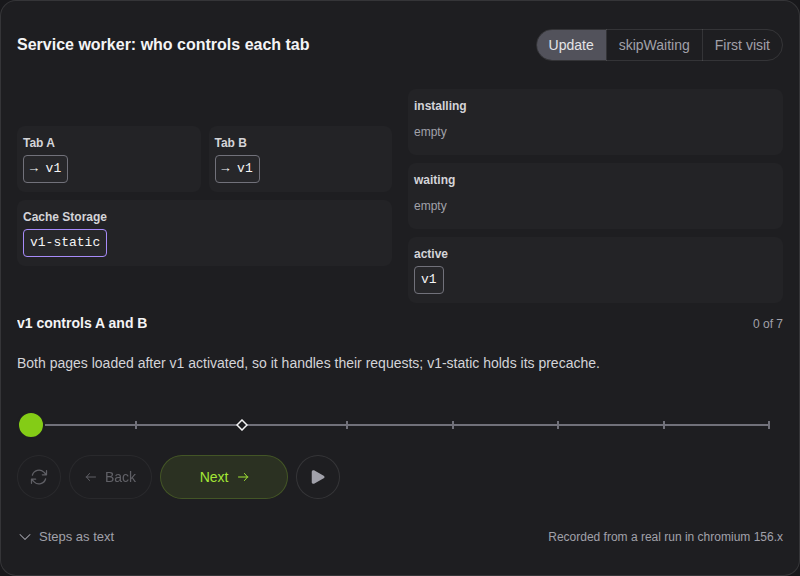 Service worker: who controls each tab
Update
skipWaiting
First visit
Tab A
→ v1
Tab B
→ v1
Cache Storage
v1-static
installing
empty
waiting
empty
active
v1
v1 controls A and B
0 of 7
Both pages loaded after v1 activated, so it handles their requests; v1-static holds its precache.
← Back
Next →
Steps as text
Recorded from a real run in chromium 156.x